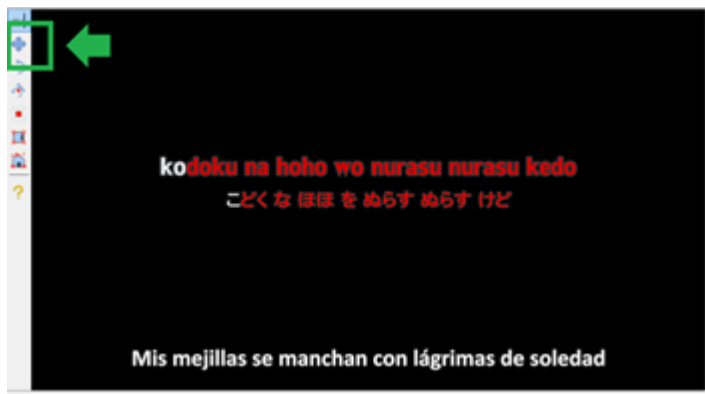 kodoku na hoho wo nurasu nurasu kedo
こどく な ほほ を ぬらす ぬらす けど
Mis mejillas se manchan con lágrimas de soledad